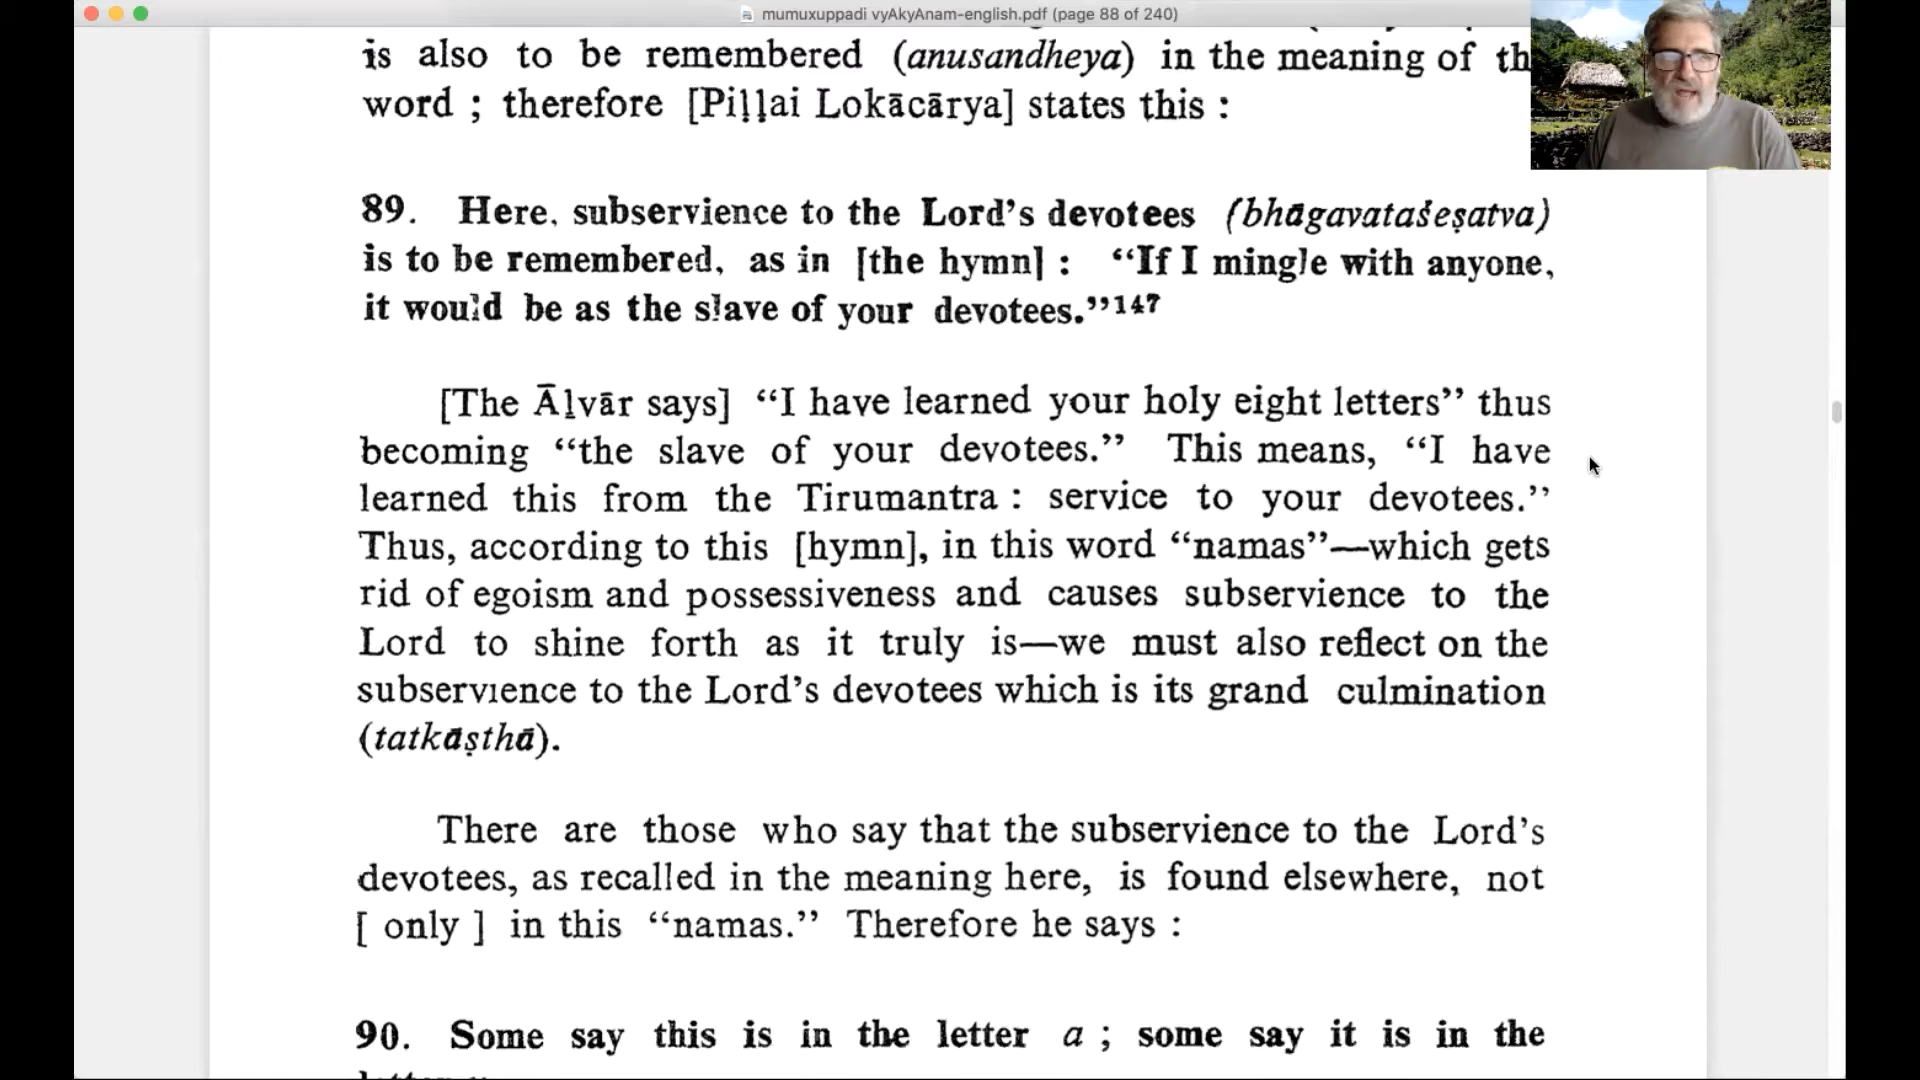 mumuxuppadi vyAkyAnam-english.pdf (page 88 of 240)
is also to be remembered (anusandheya) in the meaning of th
word ; therefore [Piḷḷai Lokācārya] states this :
89. Here, subservience to the Lord’s devotees (bhāgavataśeṣatva)
is to be remembered, as in [the hymn] : “If I mingle with anyone,
it would be as the slave of your devotees.”147
[The Āḻvār says] “I have learned your holy eight letters” thus
becoming “the slave of your devotees.” This means, “I have
learned this from the Tirumantra : service to your devotees.”
Thus, according to this [hymn], in this word “namas”—which gets
rid of egoism and possessiveness and causes subservience to the
Lord to shine forth as it truly is—we must also reflect on the
subservience to the Lord’s devotees which is its grand culmination
(tatkāṣṭhā).
There are those who say that the subservience to the Lord’s
devotees, as recalled in the meaning here, is found elsewhere, not
[ only ] in this “namas.” Therefore he says :
90. Some say this is in the letter a ; some say it is in the